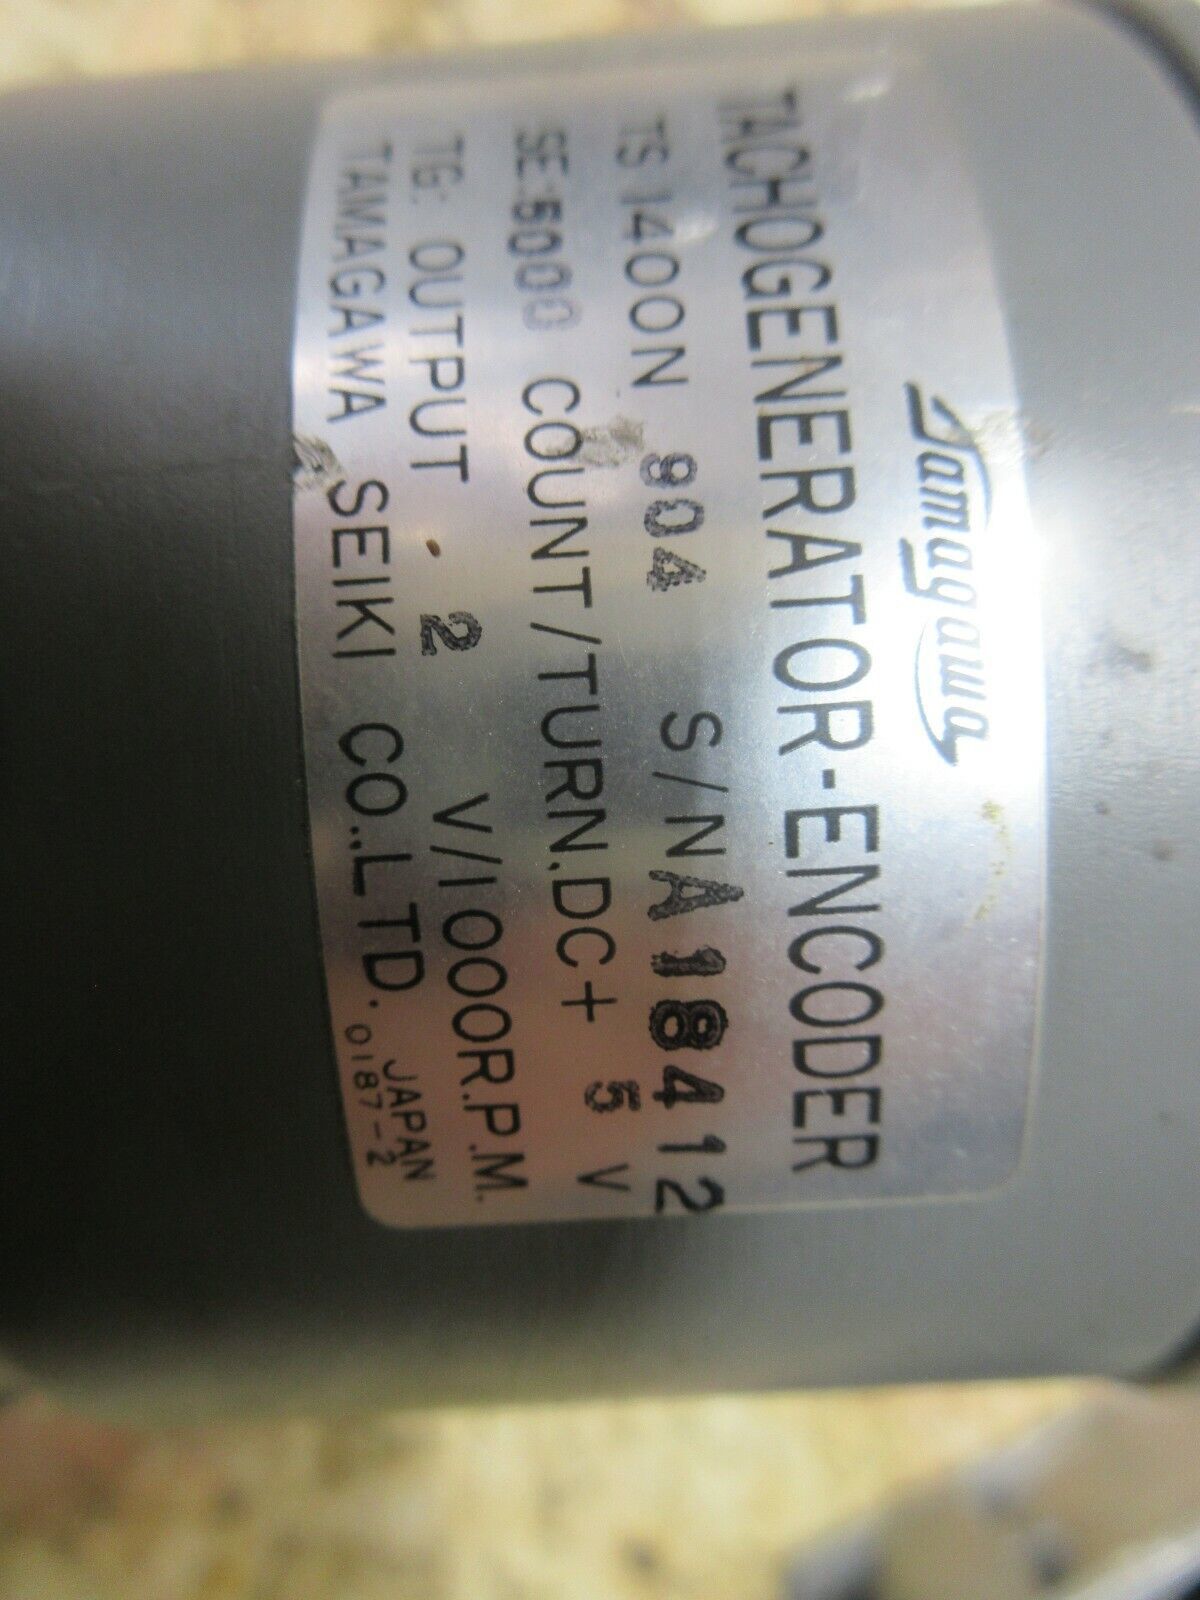 Tamagawa
TACHOGENERATOR-ENCODER
TS 1400N 904 S/N A18412
SE:5000 COUNT/TURN.DC+ 5 V
TG: OUTPUT 2 V/1000R.P.M.
TAMAGAWA SEIKI CO.,LTD. JAPAN
0187-2